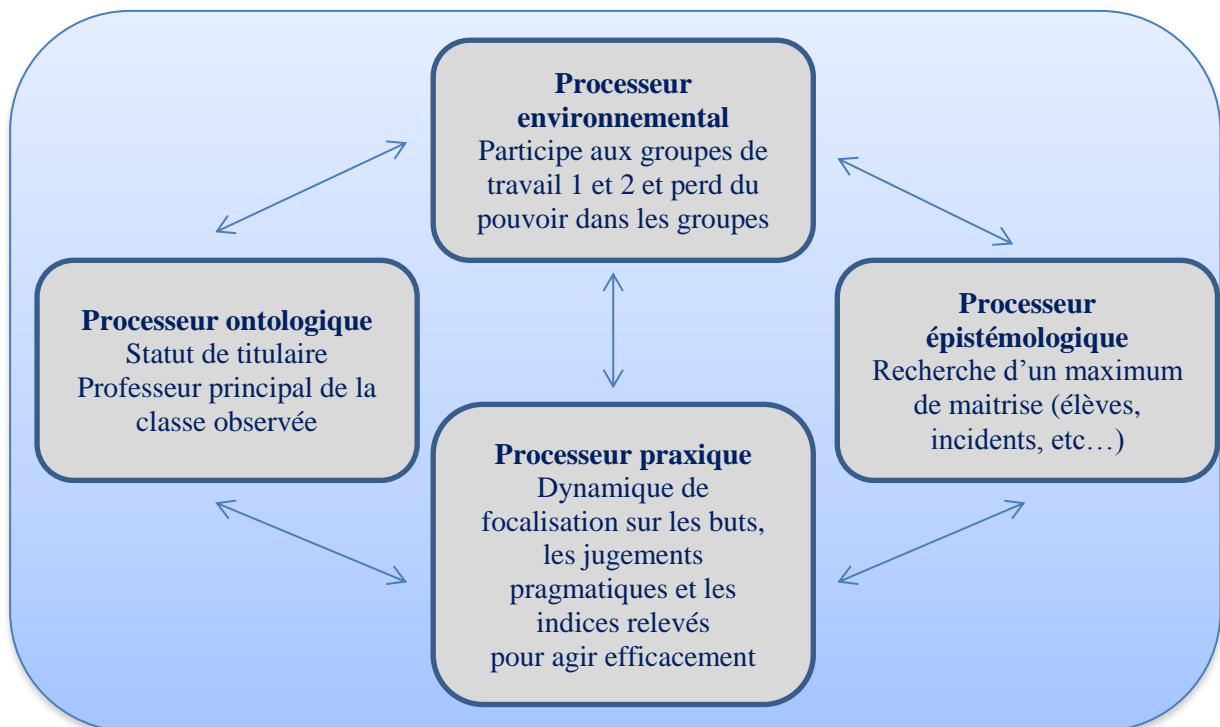 Processeur
environnemental
Participe aux groupes de
travail 1 et 2 et perd du
pouvoir dans les groupes
Processeur ontologique
Statut de titulaire
Professeur principal de la
classe observée
Processeur
épistémologique
Recherche d’un maximum
de maitrise (élèves,
incidents, etc…)
Processeur praxique
Dynamique de
focalisation sur les buts,
les jugements
pragmatiques et les
indices relevés
pour agir efficacement